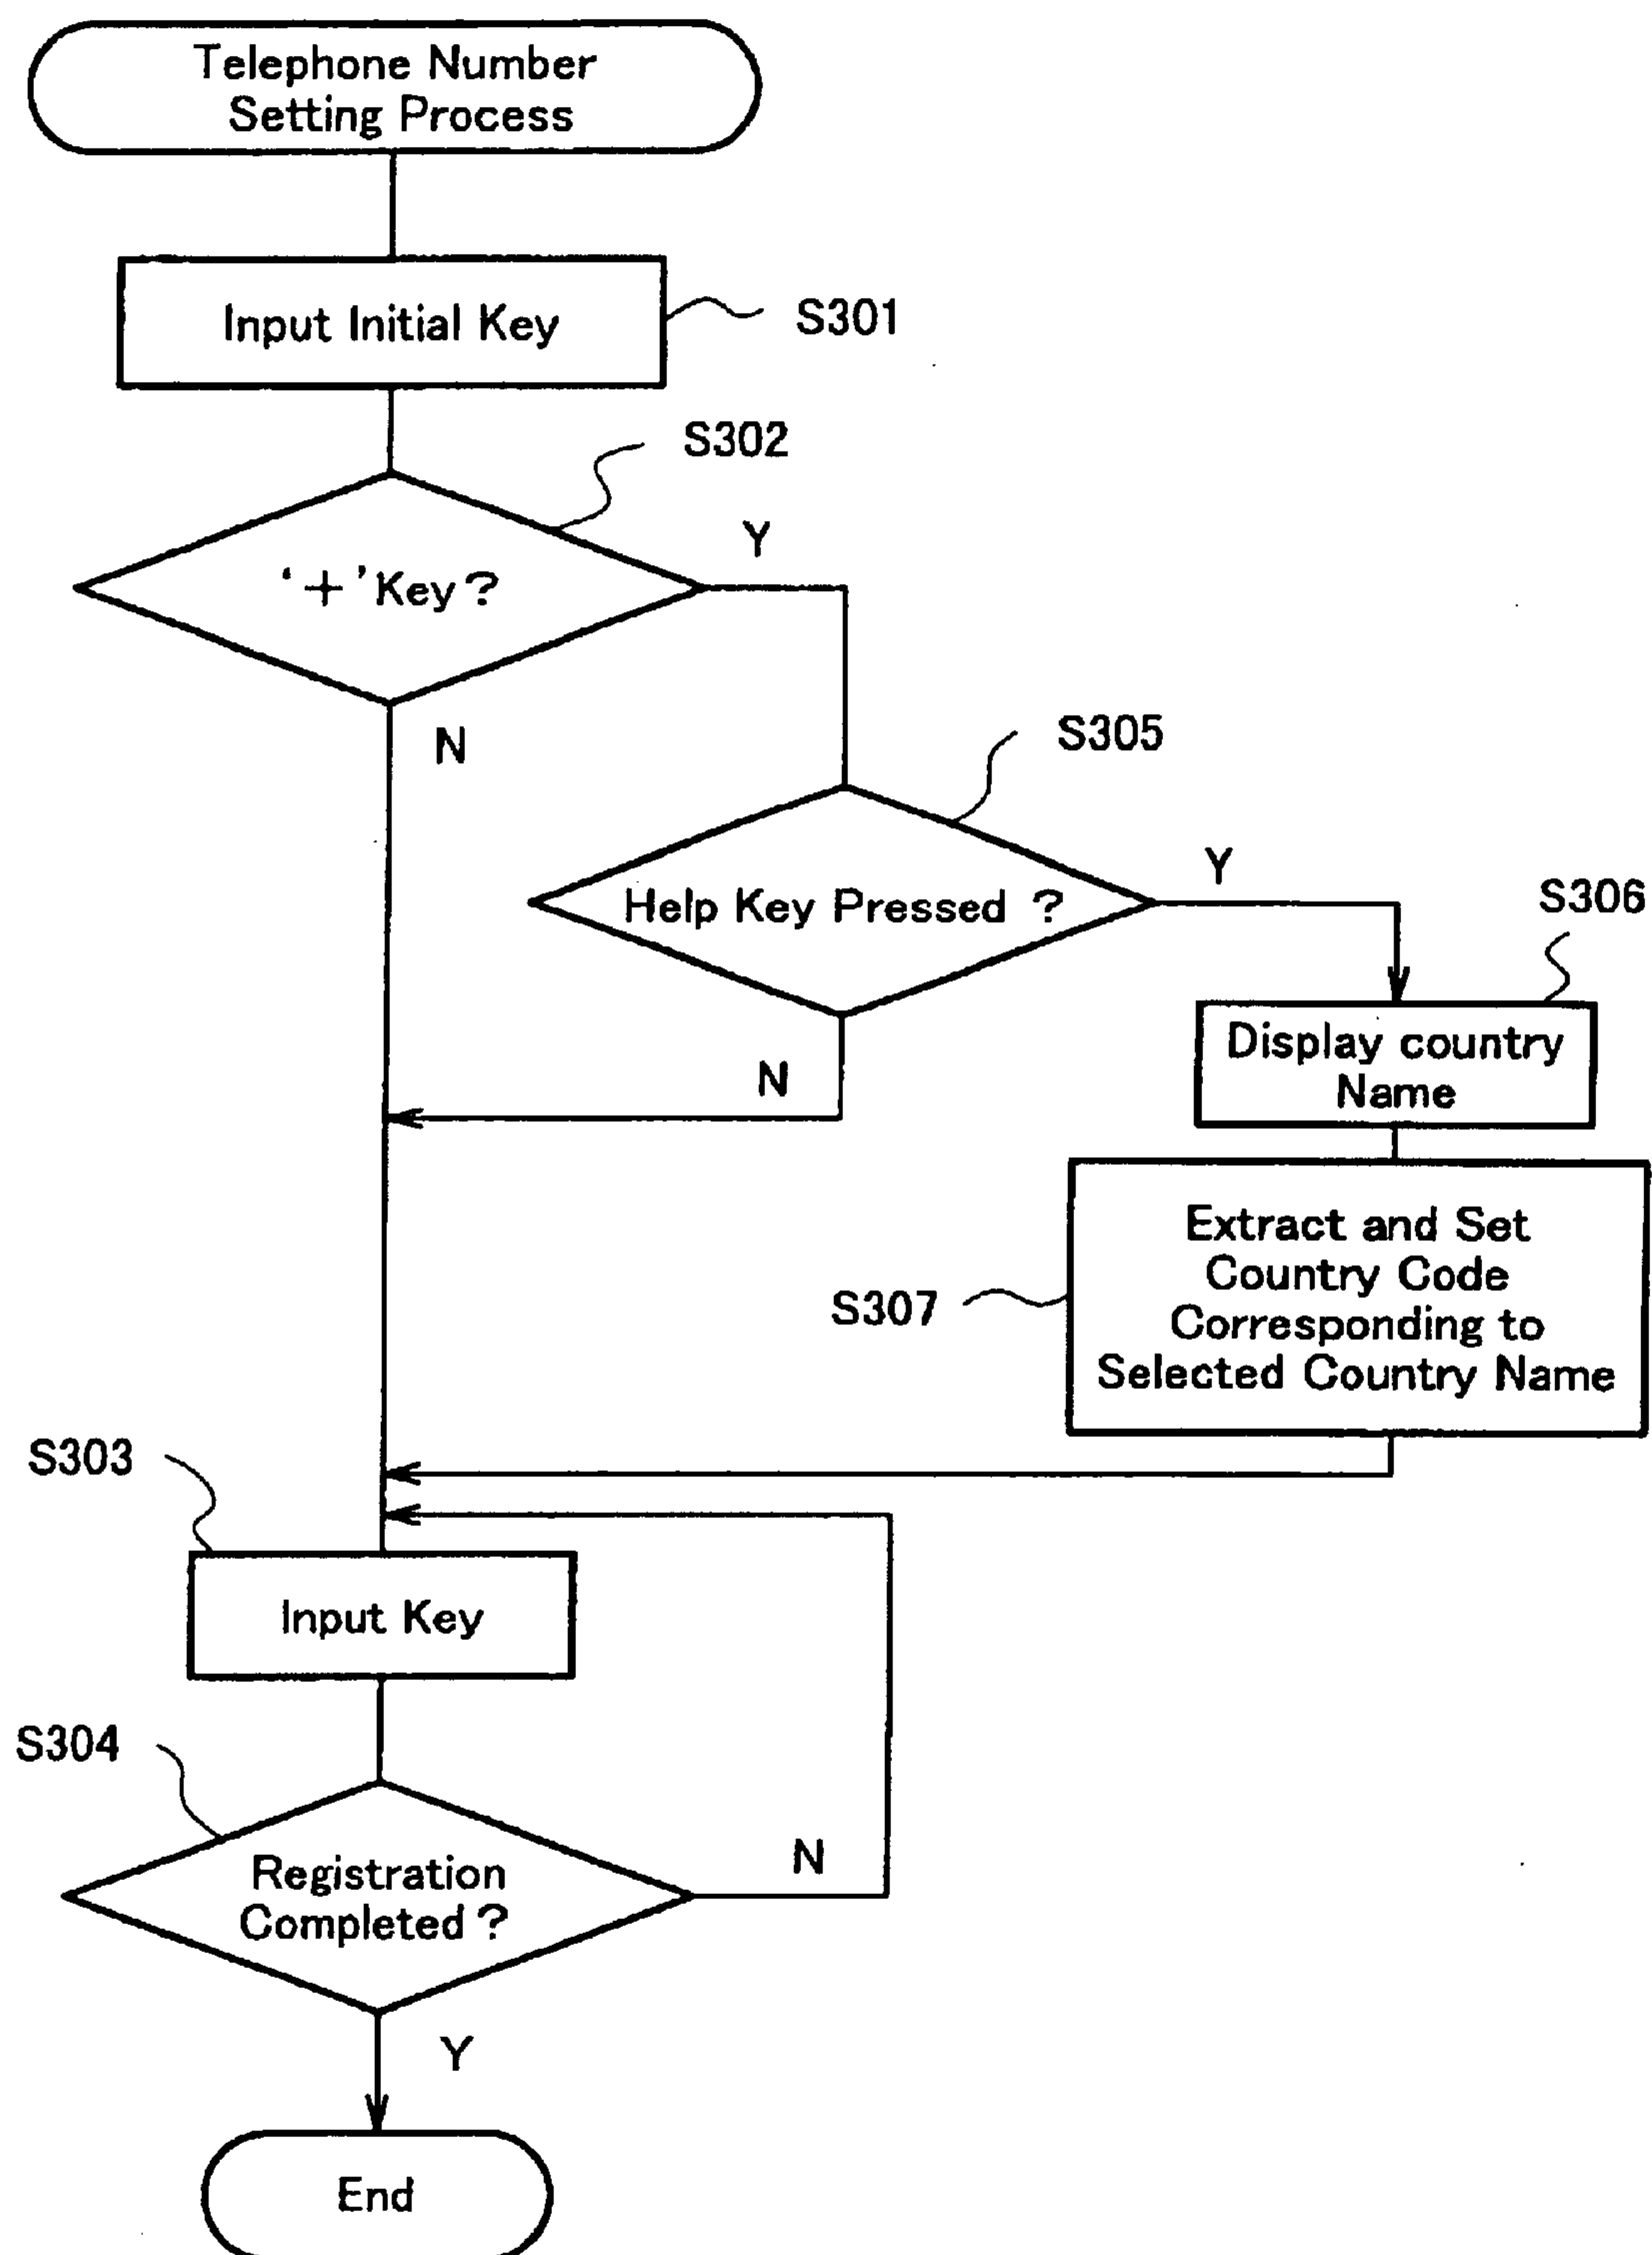 Telephone Number
Setting Process
Input Initial Key
S301
S302
‘+’Key?
Y
N
S305
Help Key Pressed ?
Y
S306
N
Display country
Name
Extract and Set
Country Code
Corresponding to
Selected Country Name
S307
S303
Input Key
S304
Registration
Completed?
N
Y
End